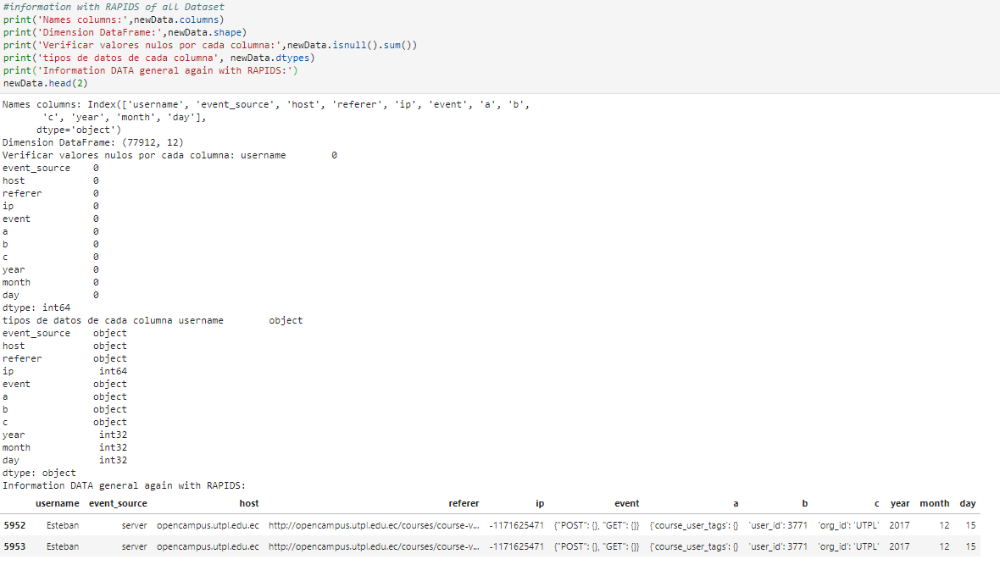 #information with RAPIDS of all Dataset
print('Names columns:',newData.columns)
print('Dimension DataFrame:',newData.shape)
print('Verificar valores nulos por cada columna:',newData.isnull().sum())
print('tipos de datos de cada columna', newData.dtypes)
print('Information DATA general again with RAPIDS:')
newData.head(2)
Names columns: Index(['username', 'event_source', 'host', 'referer', 'ip', 'event', 'a', 'b',
'c', 'year', 'month', 'day'],
dtype='object')
Dimension DataFrame: (77912, 12)
Verificar valores nulos por cada columna: username 0
event_source 0
host 0
referer 0
ip 0
event 0
a 0
b 0
c 0
year 0
month 0
day 0
dtype: int64
tipos de datos de cada columna username object
event_source object
host object
referer object
ip int64
event object
a object
b object
c object
year int32
month int32
day int32
dtype: object
Information DATA general again with RAPIDS:
username event_source host referer ip event a b c year month day
5952 Esteban server opencampus.utpl.edu.ec http://opencampus.utpl.edu.ec/courses/course-v... -1171625471 {"POST": {}, "GET": {}} {'course_user_tags': {} 'user_id': 3771 'org_id': 'UTPL' 2017 12 15
5953 Esteban server opencampus.utpl.edu.ec http://opencampus.utpl.edu.ec/courses/course-v... -1171625471 {"POST": {}, "GET": {}} {'course_user_tags': {} 'user_id': 3771 'org_id': 'UTPL' 2017 12 15